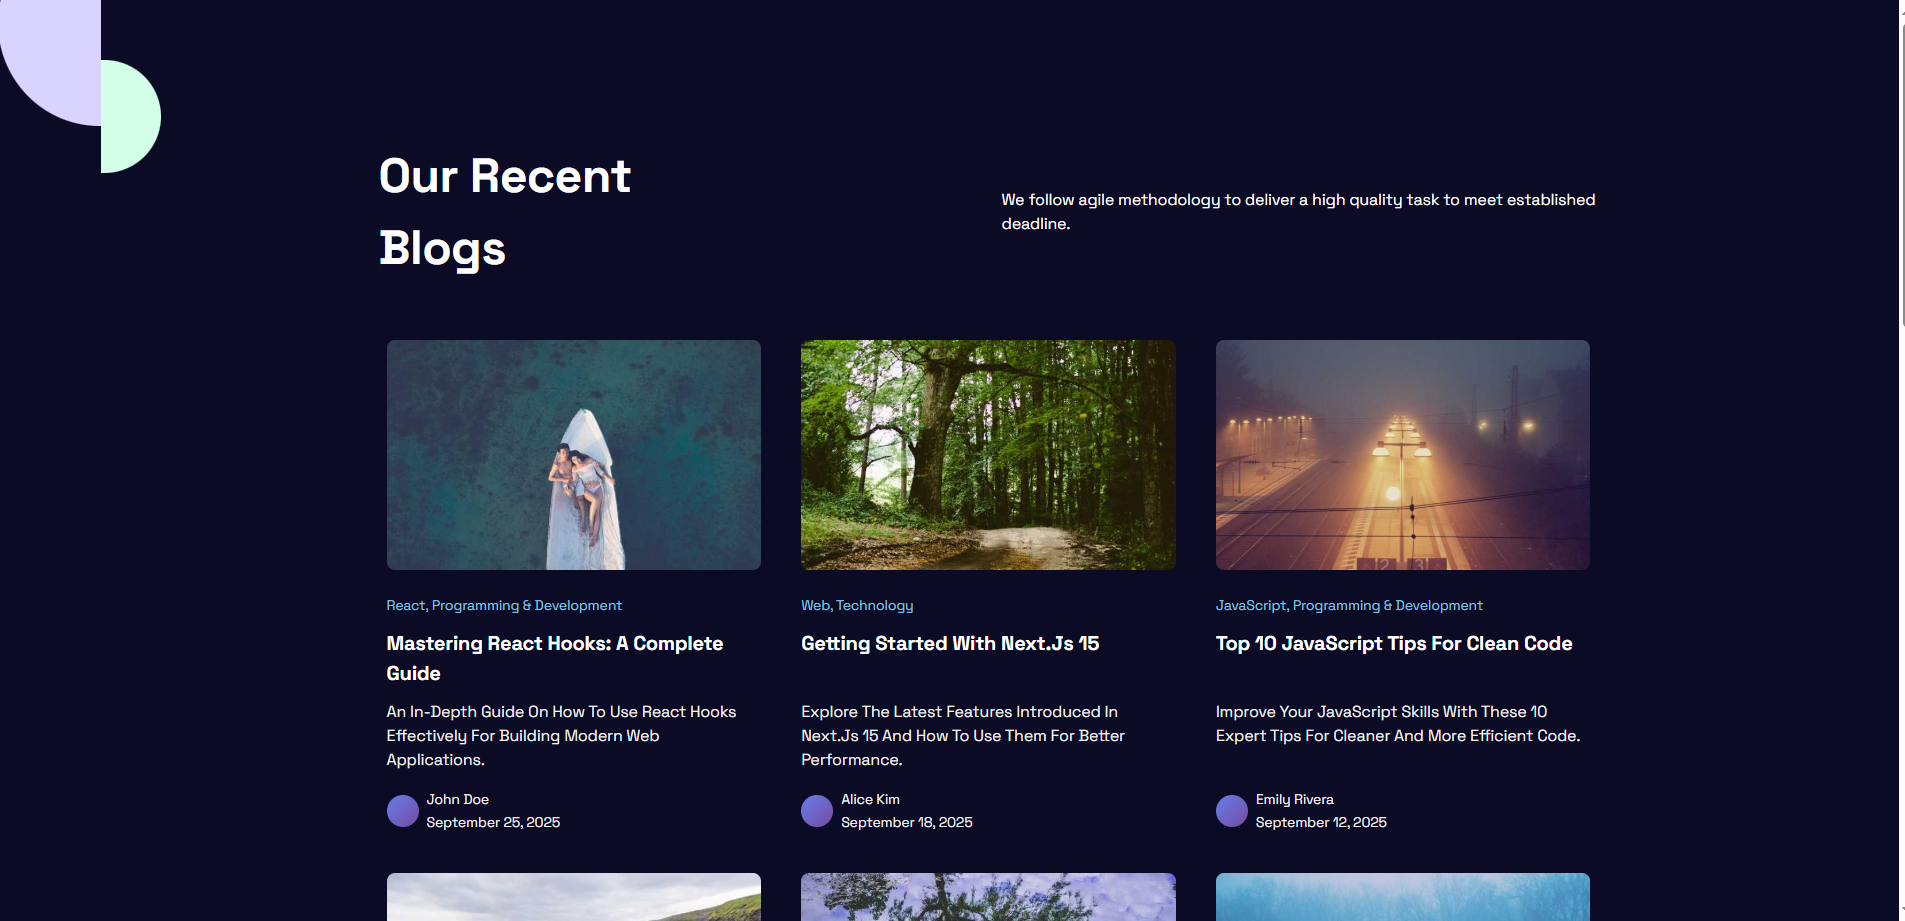 Our Recent
Blogs
We follow agile methodology to deliver a high quality task to meet established
deadline.
React, Programming & Development
Mastering React Hooks: A Complete
Guide
An In-Depth Guide On How To Use React Hooks
Effectively For Building Modern Web
Applications.
John Doe
September 25, 2025
Web, Technology
Getting Started With Next.Js 15
Explore The Latest Features Introduced In
Next.Js 15 And How To Use Them For Better
Performance.
Alice Kim
September 18, 2025
JavaScript, Programming & Development
Top 10 JavaScript Tips For Clean Code
Improve Your JavaScript Skills With These 10
Expert Tips For Cleaner And More Efficient Code.
Emily Rivera
September 12, 2025